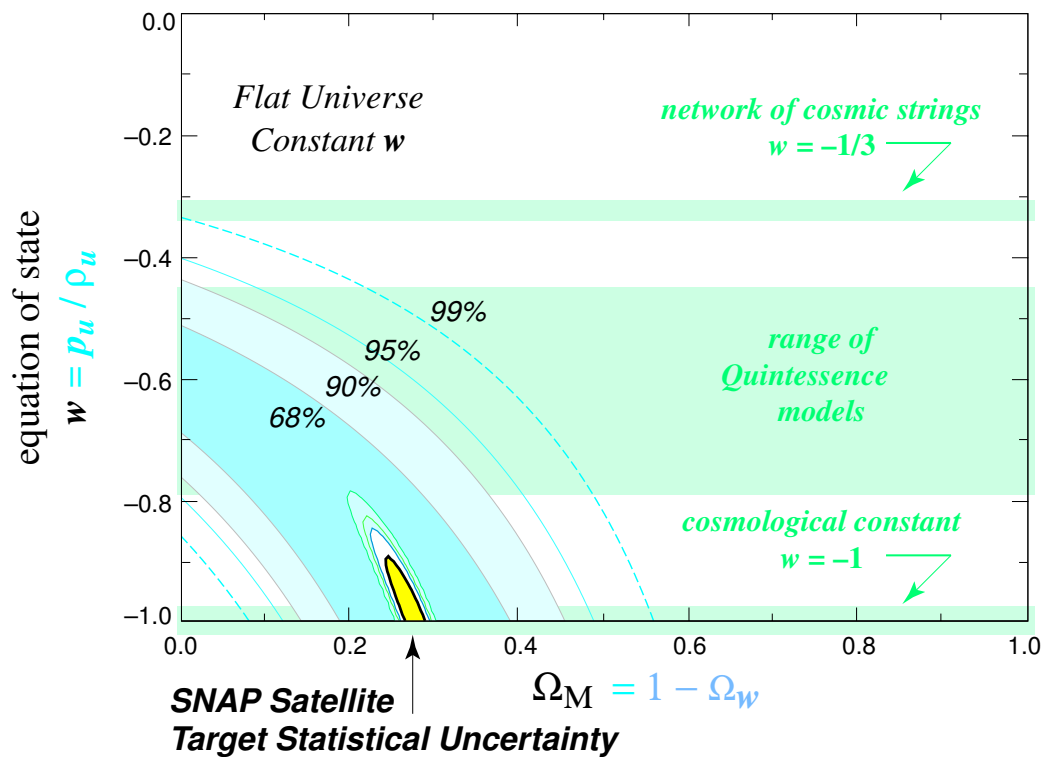 0.0
–0.2
–0.4
–0.6
–0.8
–1.0
equation of state
w = pu / ρu
Flat Universe
Constant w
network of cosmic strings
w = –1/3
99%
95%
90%
68%
range of
Quintessence
models
cosmological constant
w = –1
0.0 0.2 0.4 0.6 0.8 1.0
ΩM = 1 – Ωw
SNAP Satellite
Target Statistical Uncertainty